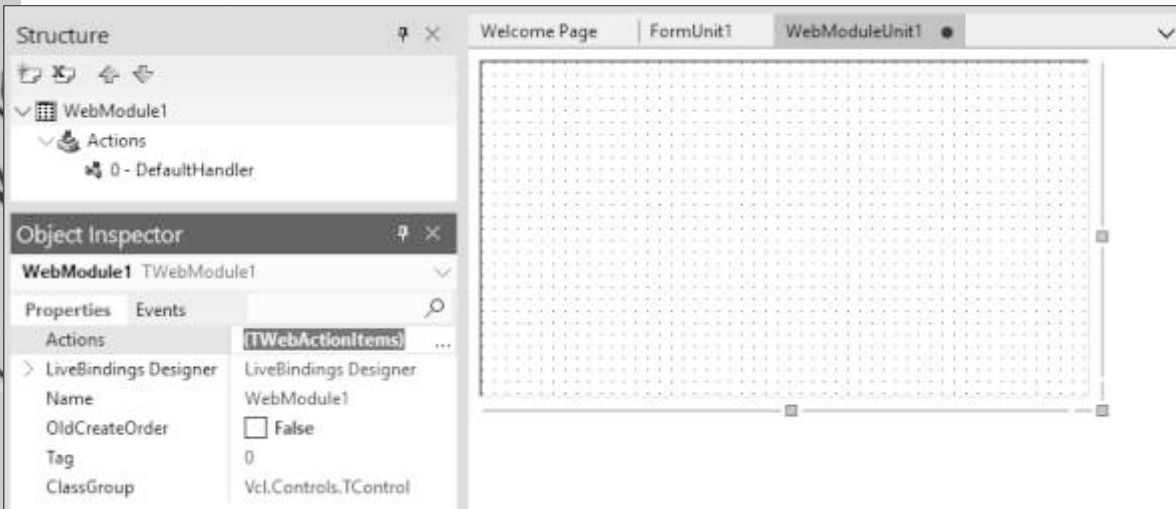 Structure
WebModule1
Actions
0 - DefaultHandler
Object Inspector
WebModule1 TWebModule1
Properties Events
Actions (TWebActionItems) ...
LiveBindings Designer LiveBindings Designer
Name WebModule1
OldCreateOrder False
Tag 0
ClassGroup Vcl.Controls.TControl
Welcome Page FormUnit1 WebModuleUnit1